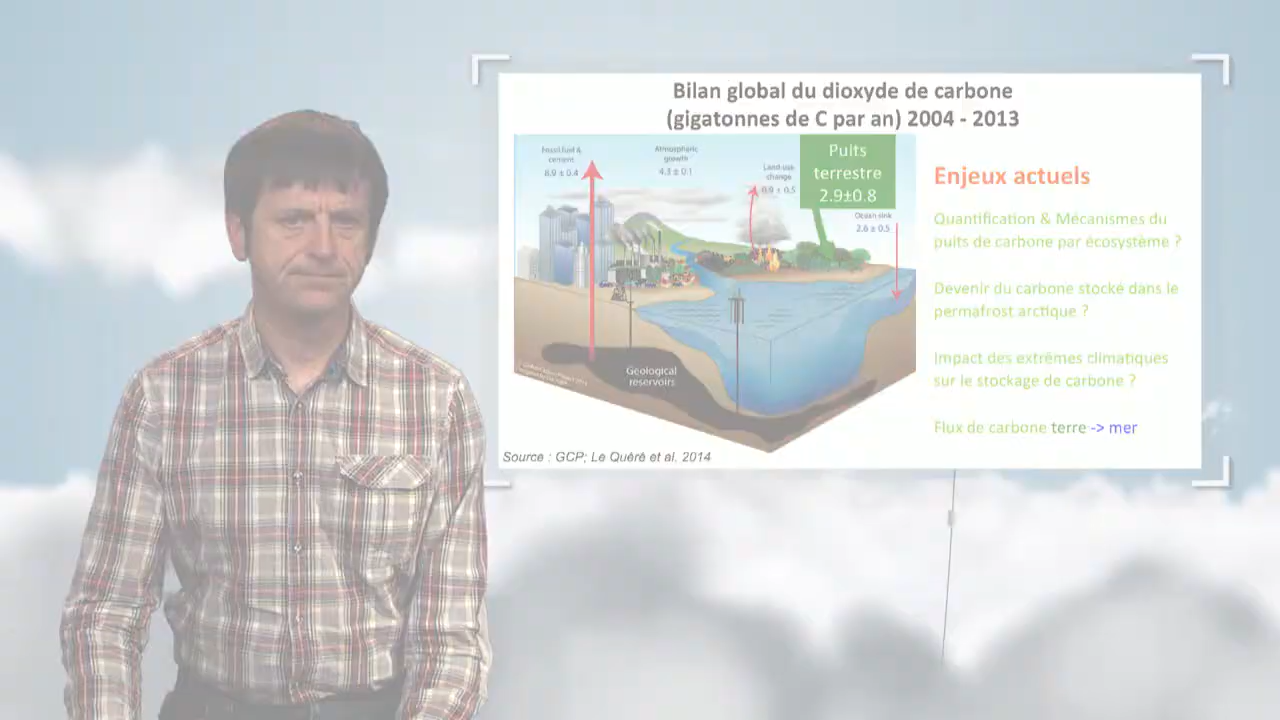 Bilan global du dioxyde de carbone
(gigatonnes de C par an) 2004 - 2013
Fossil fuel &
cement
8.9 ± 0.4
Atmospheric
growth
4.3 ± 0.1
Land-use
change
0.9 ± 0.5
Puits
terrestre
2.9±0.8
Ocean sink
2.6 ± 0.5
Geological
reservoirs
Source : GCP; Le Quéré et al. 2014
Enjeux actuels
Quantification & Mécanismes du
puits de carbone par écosystème ?
Devenir du carbone stocké dans le
permafrost arctique ?
Impact des extrêmes climatiques
sur le stockage de carbone ?
Flux de carbone terre -> mer